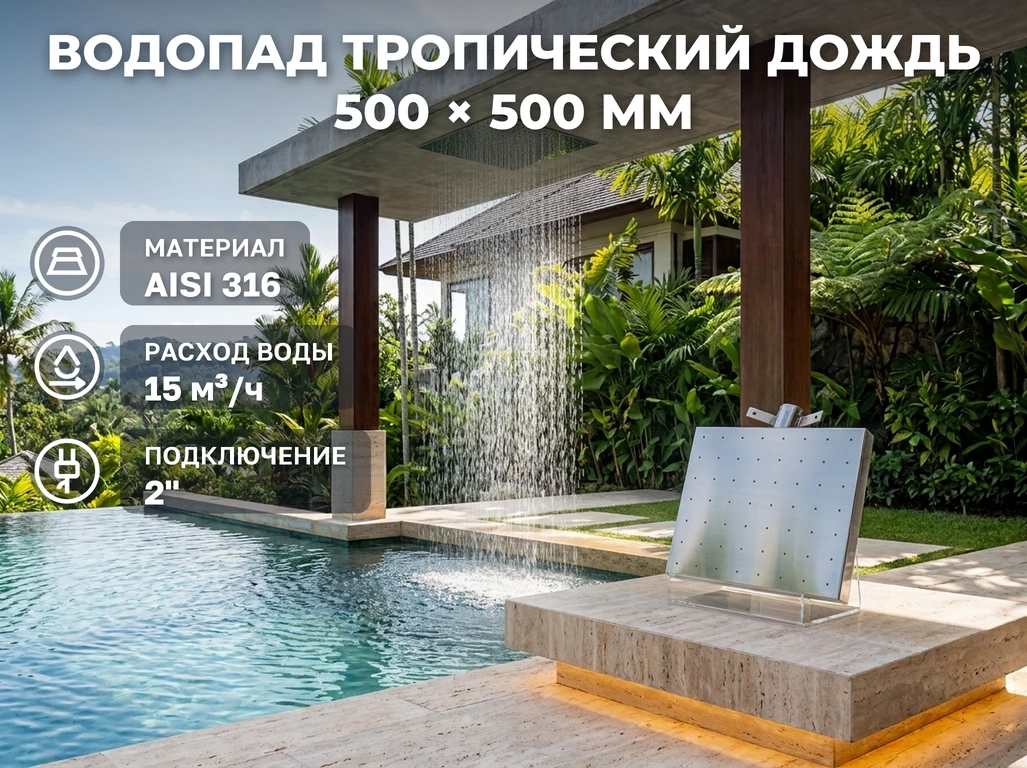 ВОДОПАД ТРОПИЧЕСКИЙ ДОЖДЬ
500 × 500 ММ
МАТЕРИАЛ
AISI 316
РАСХОД ВОДЫ
15 м³/ч
ПОДКЛЮЧЕНИЕ
2"